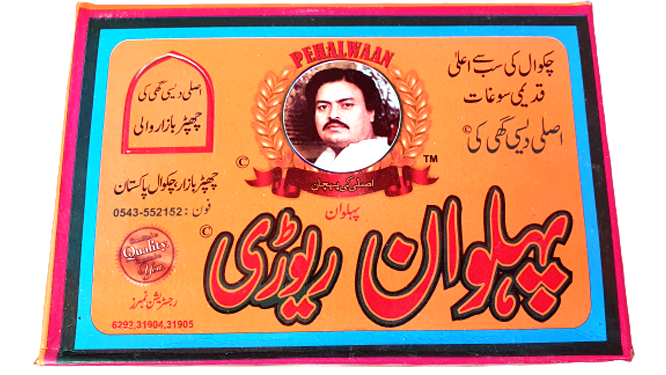 PEHALWAAN
چکوال کی سب سے اعلیٰ
قدیمی سوغات
اصلی دیسی گھی کی ©
اصلی دیسی گھی کی
چھپڑ بازار والی
© ™
اصلی کی پہچان
چھپڑ بازار، چکوال پاکستان
فون : 0543-552152
پہلوان
پہلوان ریوڑی ©
Quality
You
رجسٹریشن نمبرز
6292,31904,31905